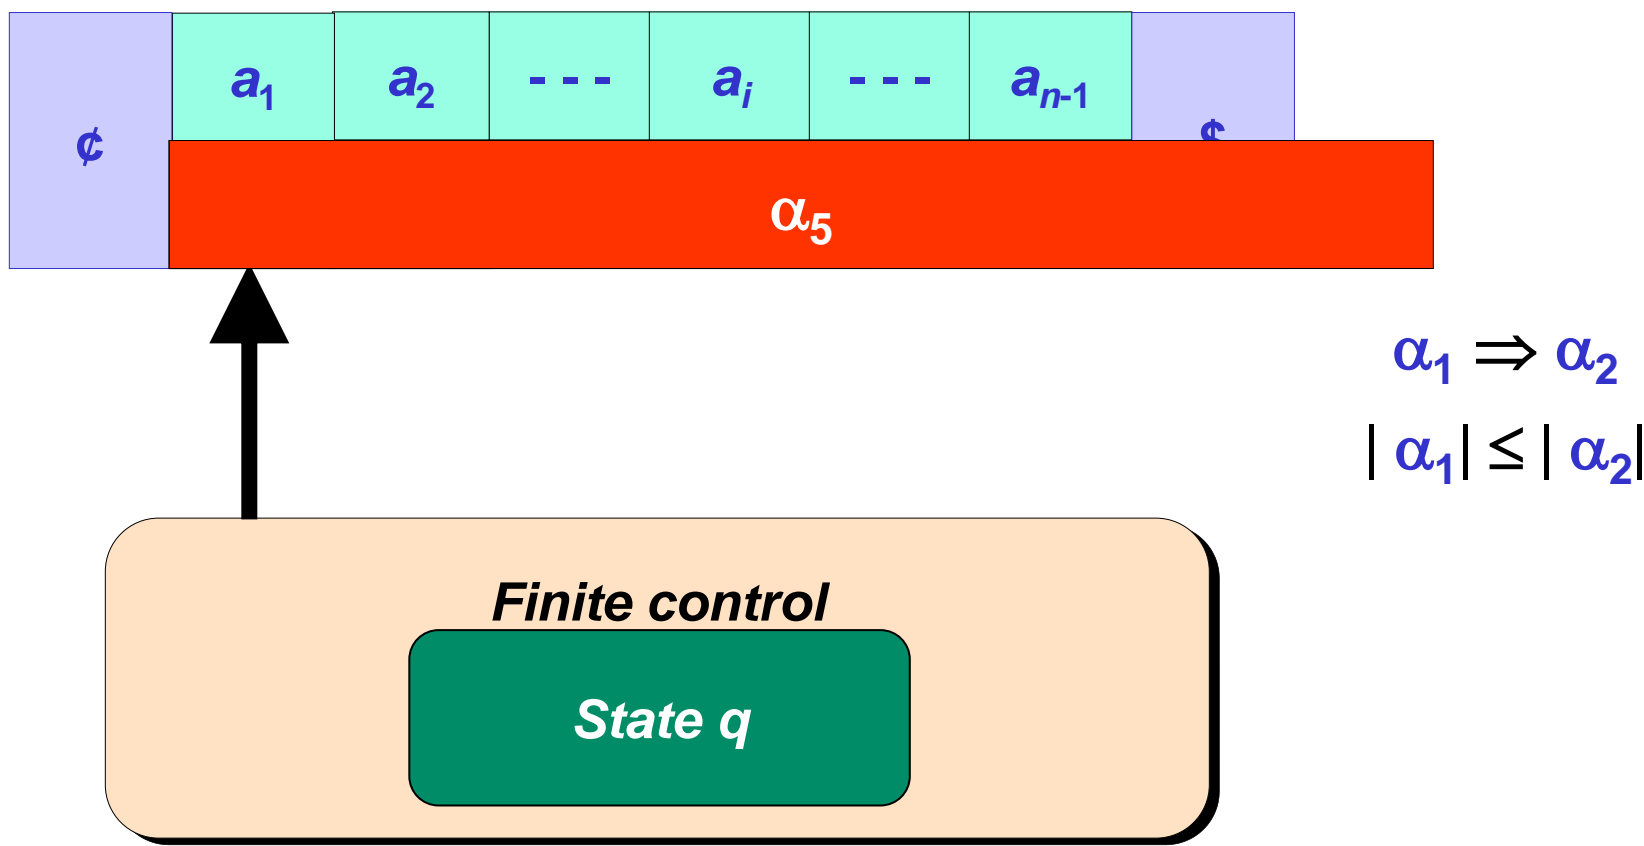 ¢ a₁ a₂ - - - aᵢ - - - aₙ₋₁
α₅
α₁ ⇒ α₂
| α₁| ≤ | α₂|
Finite control
State q